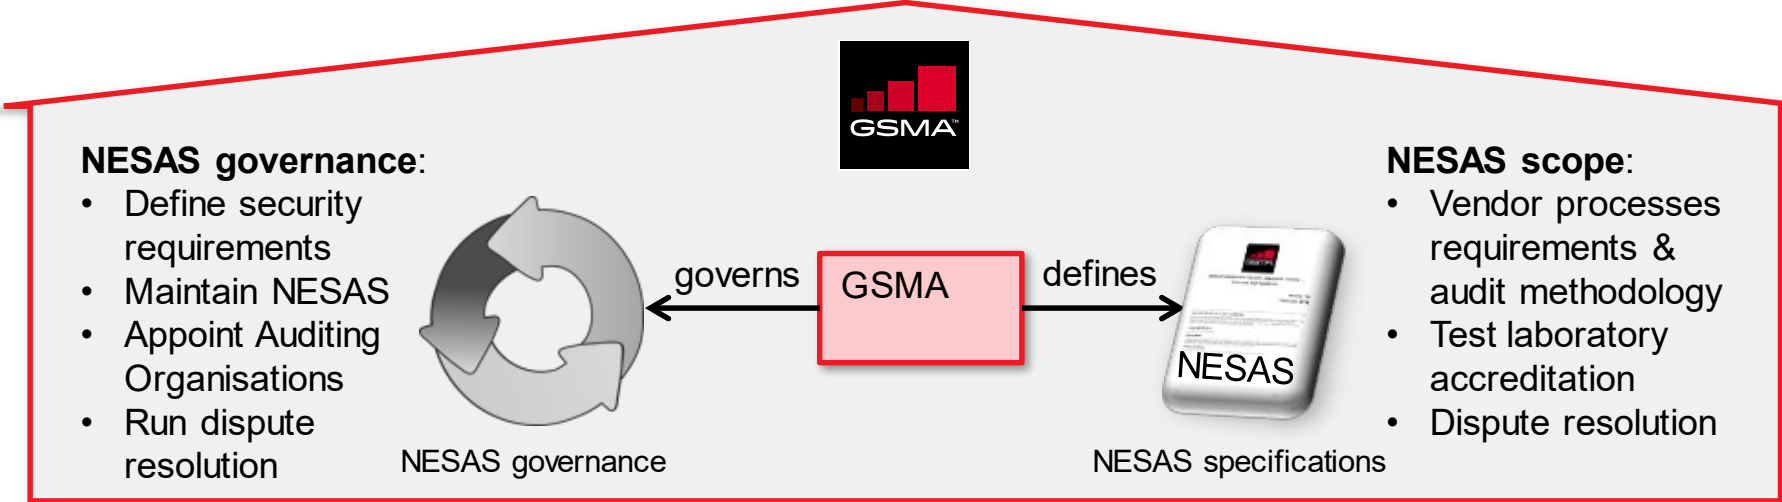 GSMA™
NESAS governance:
• Define security
requirements
• Maintain NESAS
• Appoint Auditing
Organisations
• Run dispute
resolution
NESAS governance
governs
GSMA
defines
NESAS
NESAS specifications
NESAS scope:
• Vendor processes
requirements &
audit methodology
• Test laboratory
accreditation
• Dispute resolution